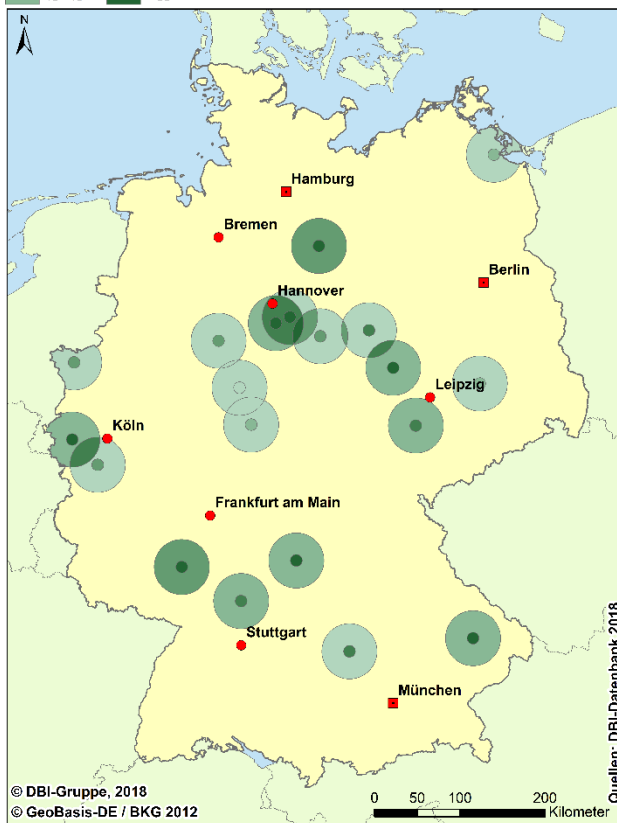 N
Hamburg
Bremen
Berlin
Hannover
Leipzig
Köln
Frankfurt am Main
Stuttgart
München
Quellen: DBI-Datenbank 2018
© DBI-Gruppe, 2018
© GeoBasis-DE / BKG 2012
0 50 100 200
Kilometer